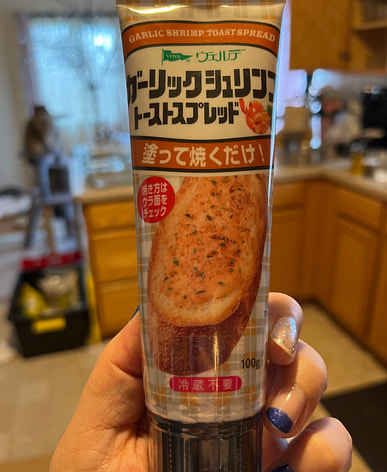 GARLIC SHRIMP TOAST SPREAD
ヴェルデ
ガーリックシュリンプ
トーストスプレッド
塗って焼くだけ!
焼き方は
ウラ面を
チェック
100g
冷蔵不要